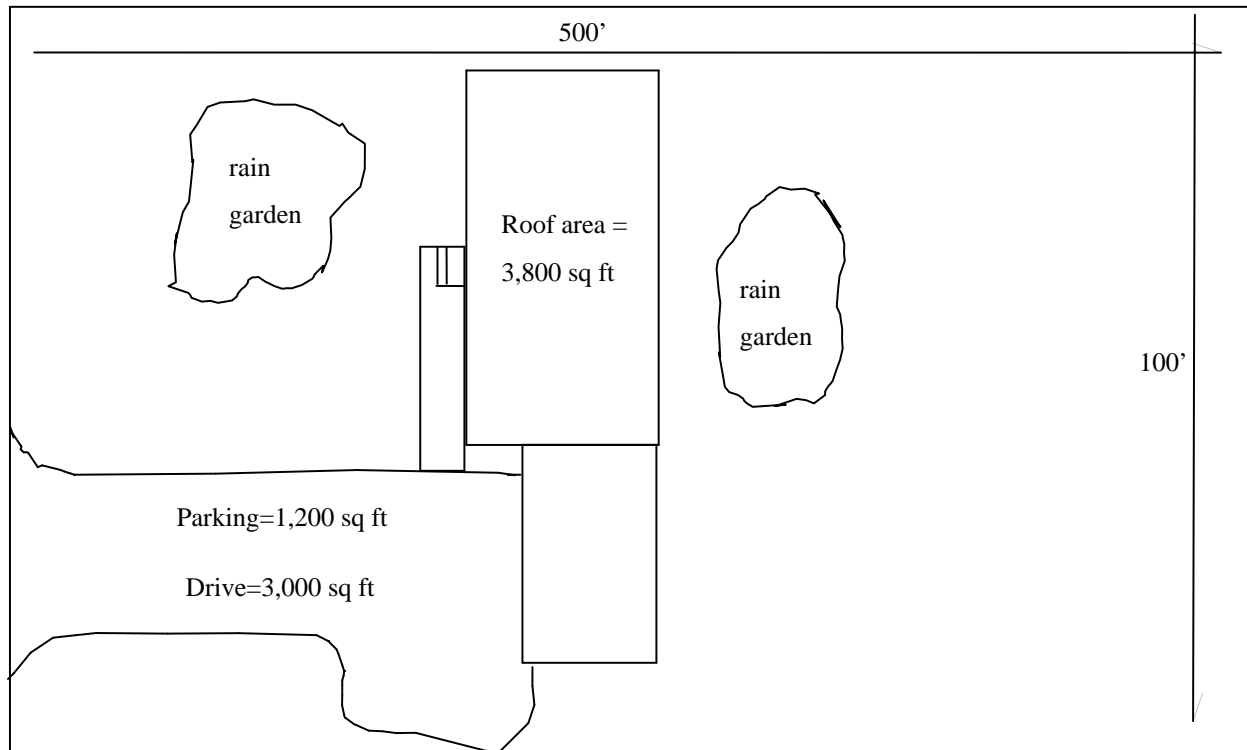 500’
rain
garden
Roof area =
3,800 sq ft
rain
garden
100’
Parking=1,200 sq ft
Drive=3,000 sq ft